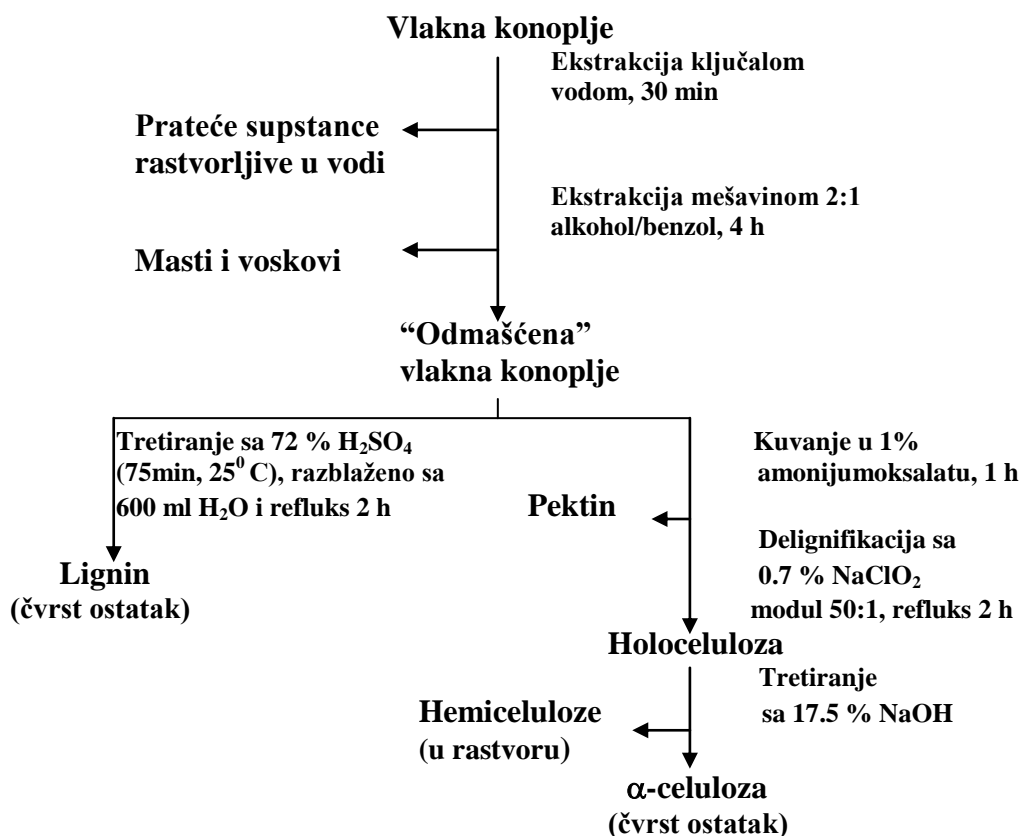 Vlakna konoplje
Ekstrakcija ključalom
vodom, 30 min
Prateće supstance
rastvorljive u vodi
Ekstrakcija mešavinom 2:1
alkohol/benzol, 4 h
Masti i voskovi
“Odmašćena”
vlakna konoplje
Tretiranje sa 72 % H₂SO₄
(75min, 25⁰ C), razblaženo sa
600 ml H₂O i refluks 2 h
Kuvanje u 1%
amonijumoksalatu, 1 h
Pektin
Delignifikacija sa
0.7 % NaClO₂
modul 50:1, refluks 2 h
Lignin
(čvrst ostatak)
Holoceluloza
Tretiranje
sa 17.5 % NaOH
Hemiceluloze
(u rastvoru)
α-celuloza
(čvrst ostatak)